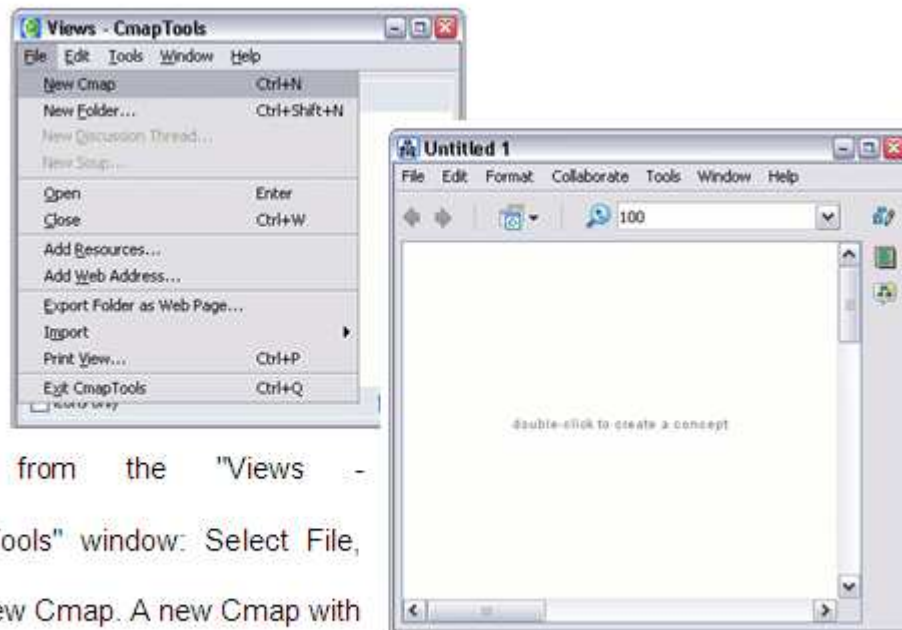 Views - CmapTools
File Edit Tools Window Help
New Cmap Ctrl+N
New Folder... Ctrl+Shift+N
New Discussion Thread...
New Soup...
Open Enter
Close Ctrl+W
Add Resources...
Add Web Address...
Export Folder as Web Page...
Import
Print View... Ctrl+P
Exit CmapTools Ctrl+Q
Icons only
Untitled 1
File Edit Format Collaborate Tools Window Help
100
double-click to create a concept
from the "Views -
ools" window: Select File,
ew Cmap. A new Cmap with